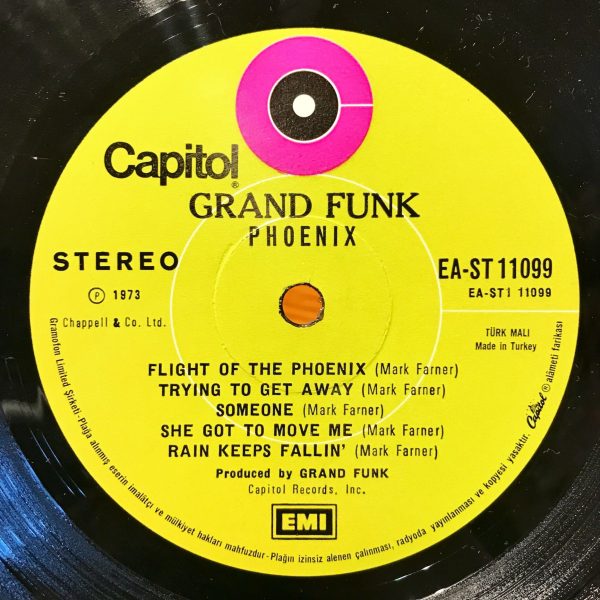 Capitol®
GRAND FUNK
PHOENIX
STEREO
EA-ST 11099
Ⓟ 1973
EA-ST1 11099
Chappell & Co. Ltd.
TÜRK MALI
Made in Turkey
FLIGHT OF THE PHOENIX (Mark Farner)
TRYING TO GET AWAY (Mark Farner)
SOMEONE (Mark Farner)
SHE GOT TO MOVE ME (Mark Farner)
RAIN KEEPS FALLIN' (Mark Farner)
Produced by GRAND FUNK
Capitol Records, Inc.
EMI
Gramofon Limited Şirketi-Plağa alınmış eserin imalâtçı ve mülkiyet hakları mahfuzdur-Plağın izinsiz alenen çalınması, radyoda yayımlanması ve kopyası yasaktır. Capitol ® alâmeti farikası